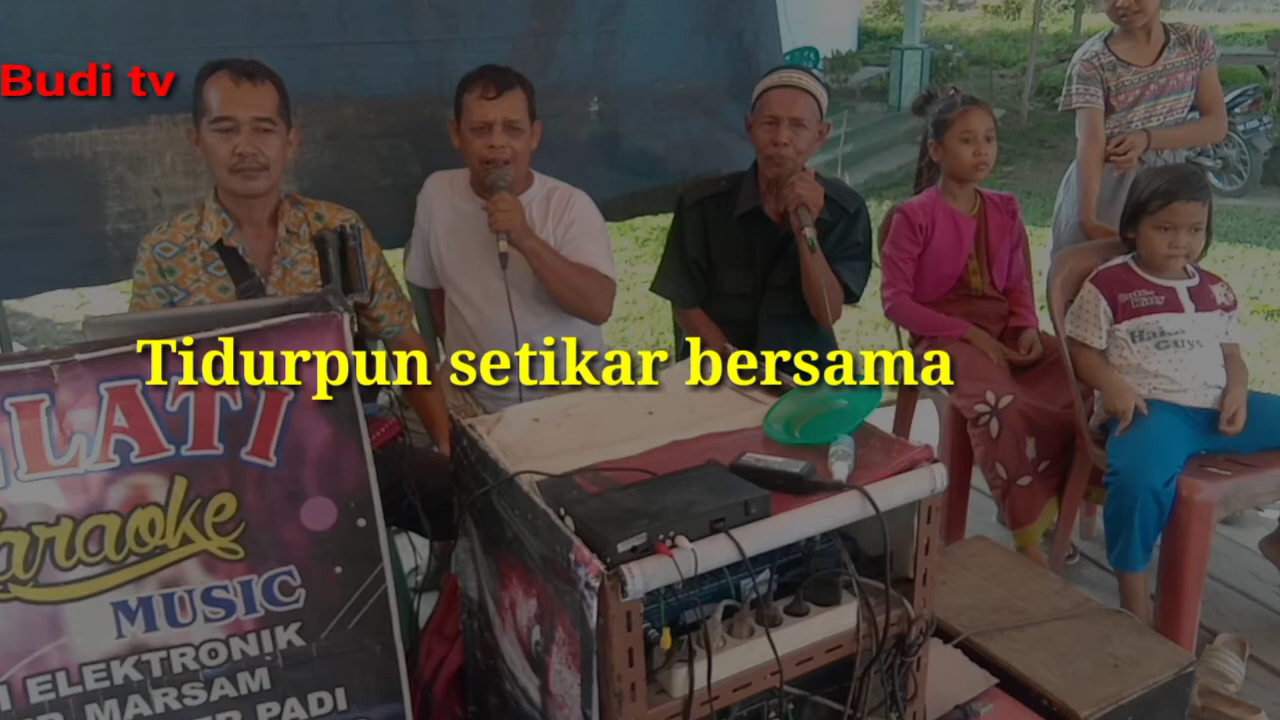 Budi tv
Tidurpun setikar bersama
LATI
Karaoke
MUSIC
ELEKTRONIK
MARSAM
PADI